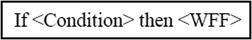 If <Condition> then <WFF>